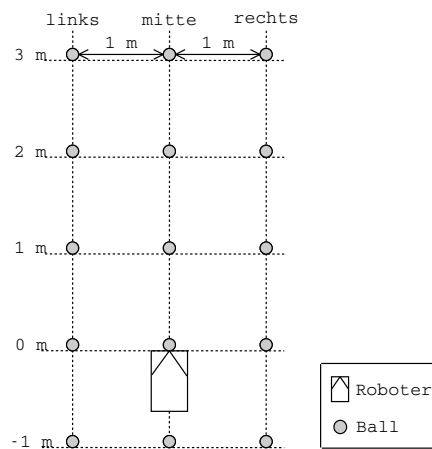 links mitte rechts
1 m 1 m
3 m
2 m
1 m
0 m
-1 m
Roboter
Ball